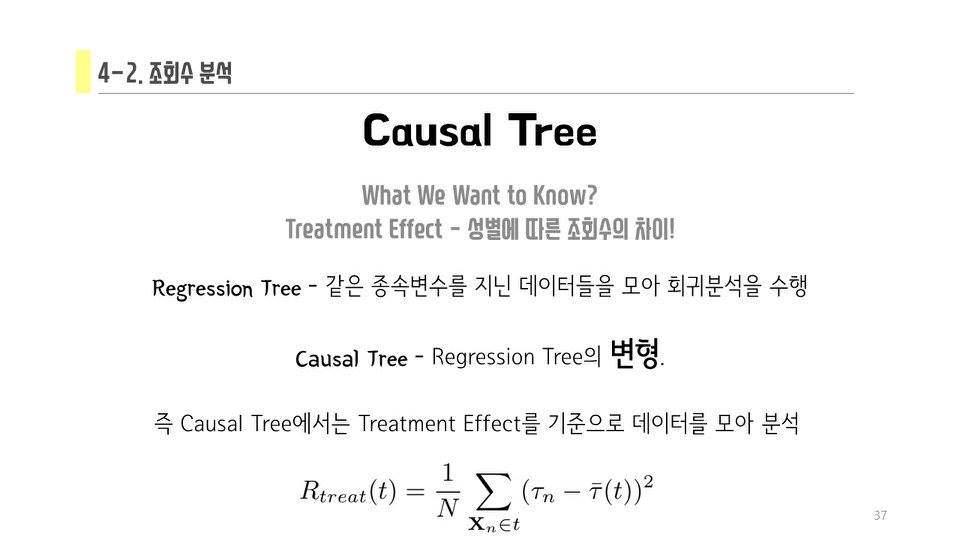 4-2. 조회수 분석
Causal Tree
What We Want to Know?
Treatment Effect - 성별에 따른 조회수의 차이!
Regression Tree - 같은 종속변수를 지닌 데이터들을 모아 회귀분석을 수행
Causal Tree - Regression Tree의 변형.
즉 Causal Tree에서는 Treatment Effect를 기준으로 데이터를 모아 분석
R_{treat}(t) = \frac{1}{N} \sum_{\mathbf{X}_n \in t} (\tau_n - \bar{\tau}(t))^2
37